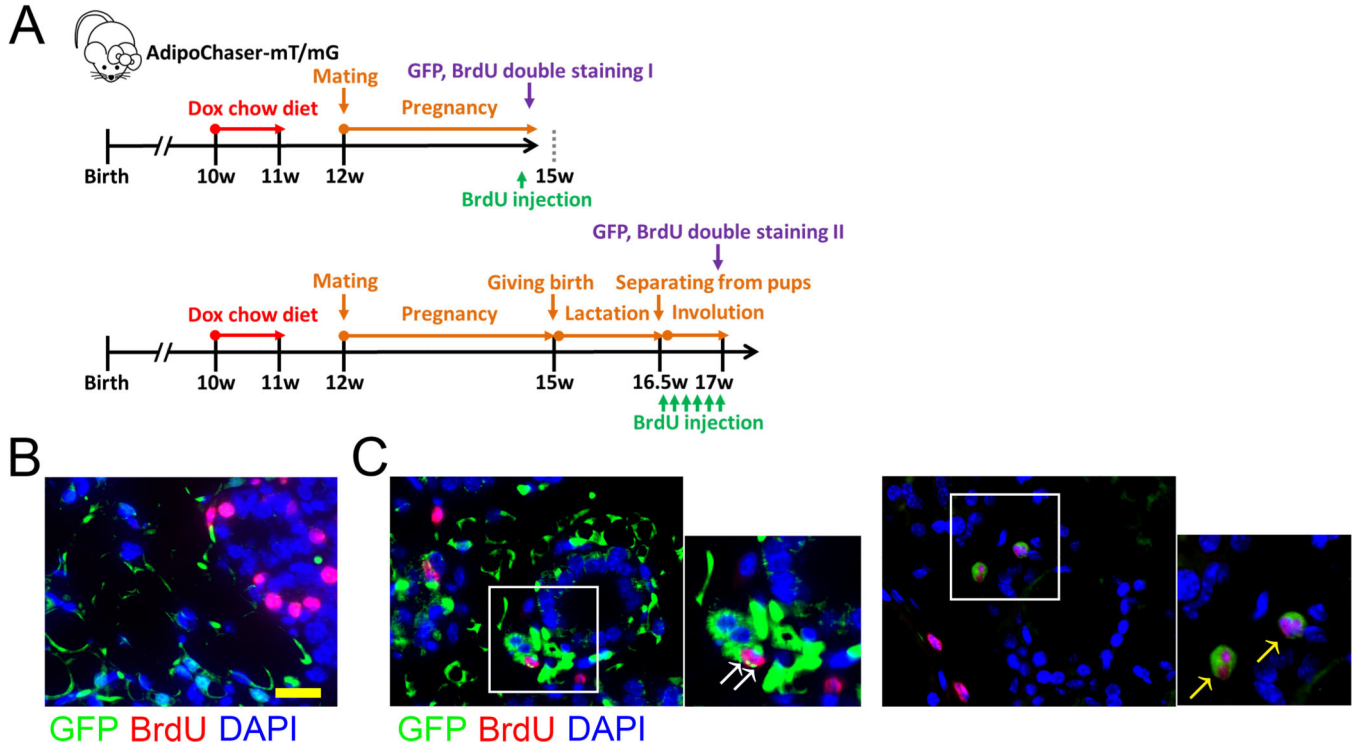 A
AdipoChaser-mT/mG
GFP, BrdU double staining I
Mating
Dox chow diet
Pregnancy
Birth
10w
11w
12w
15w
BrdU injection
GFP, BrdU double staining II
Mating
Giving birth
Separating from pups
Dox chow diet
Pregnancy
Lactation
Involution
Birth
10w
11w
12w
15w
16.5w
17w
BrdU injection
B
C
GFP BrdU DAPI
GFP BrdU DAPI